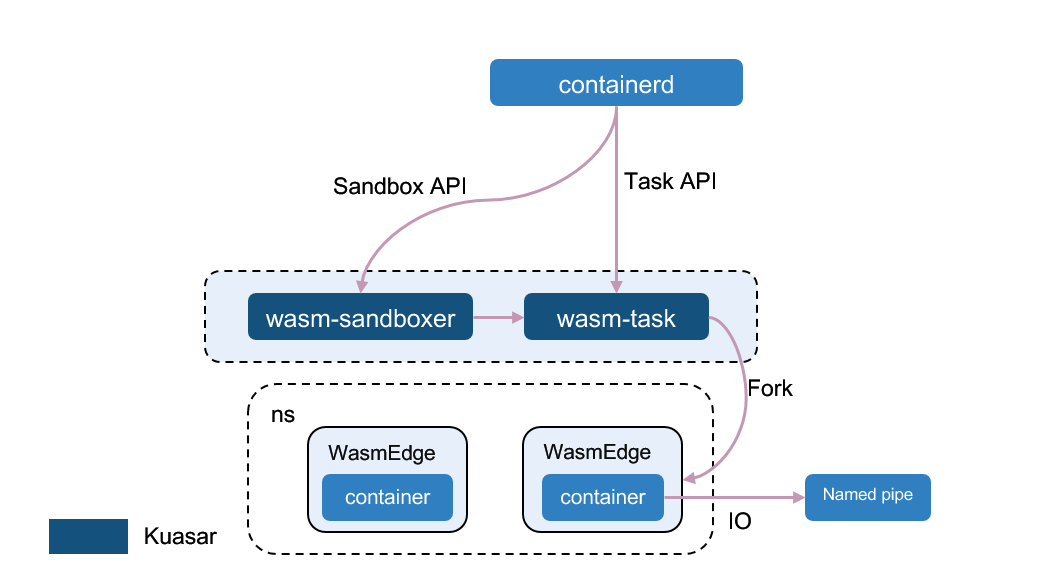 containerd
Sandbox API
Task API
wasm-sandboxer
wasm-task
Fork
ns
WasmEdge
WasmEdge
container
container
Named pipe
IO
Kuasar